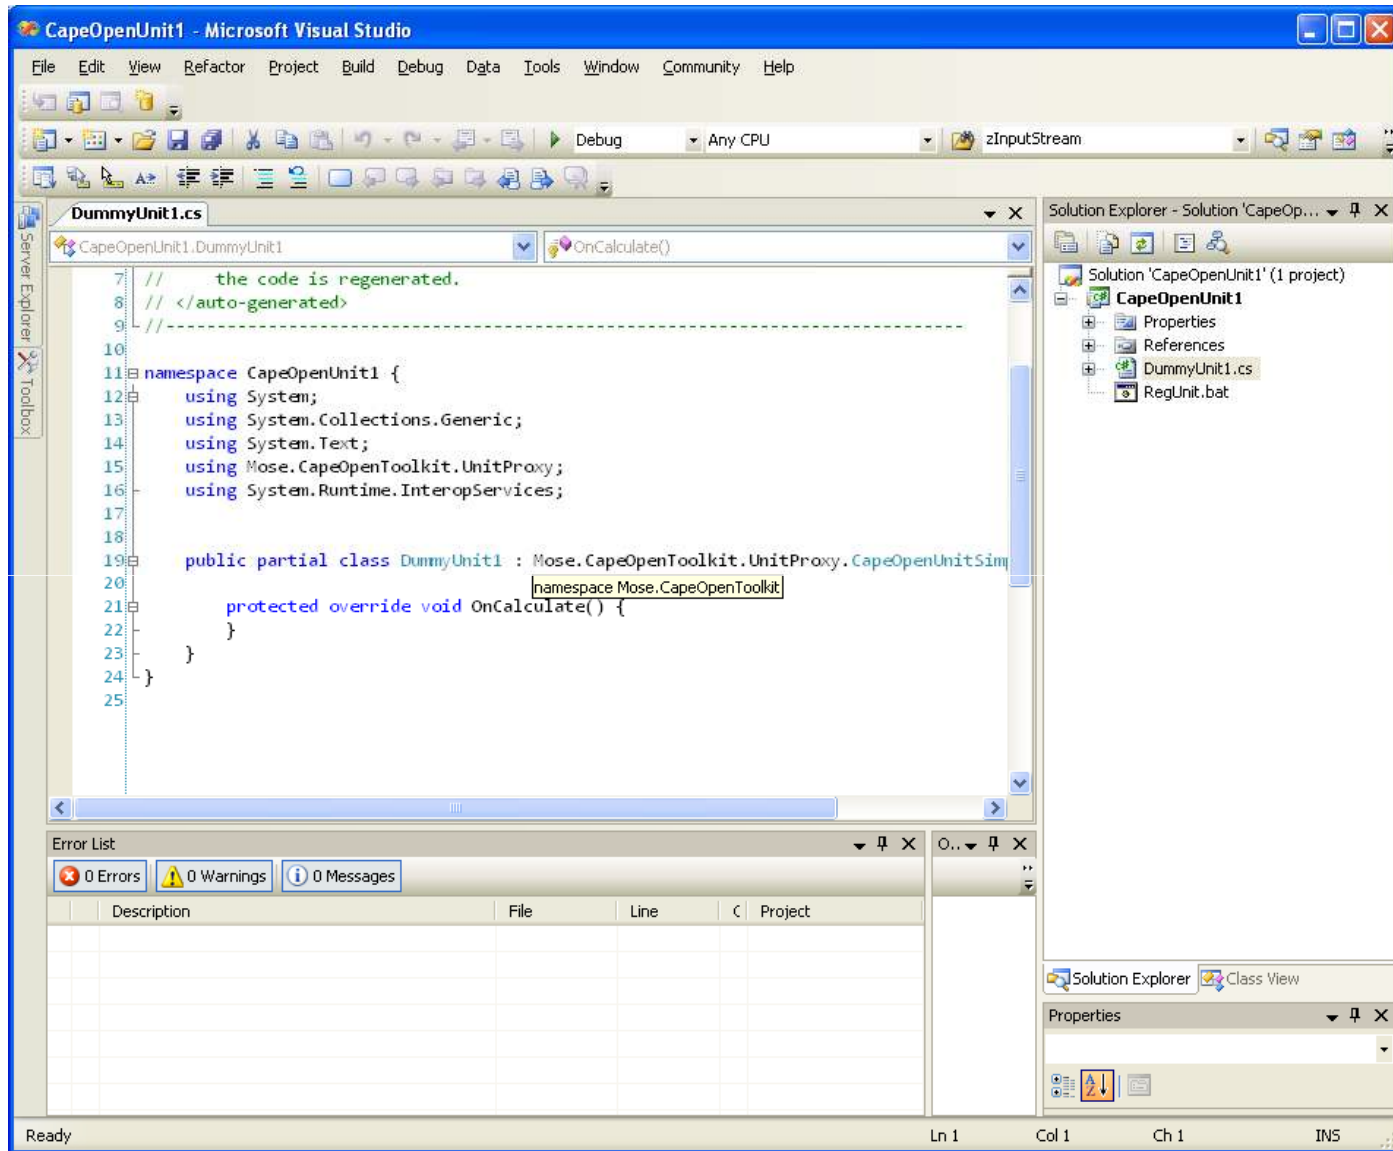 CapeOpenUnit1 - Microsoft Visual Studio
File Edit View Refactor Project Build Debug Data Tools Window Community Help
Debug Any CPU zInputStream
DummyUnit1.cs
CapeOpenUnit1.DummyUnit1 OnCalculate()
7 //     the code is regenerated.
8 // </auto-generated>
9 //------------------------------------------------------------------------------
10
11 namespace CapeOpenUnit1 {
12     using System;
13     using System.Collections.Generic;
14     using System.Text;
15     using Mose.CapeOpenToolkit.UnitProxy;
16     using System.Runtime.InteropServices;
17
18
19     public partial class DummyUnit1 : Mose.CapeOpenToolkit.UnitProxy.CapeOpenUnitSim
20
namespace Mose.CapeOpenToolkit
21         protected override void OnCalculate() {
22         }
23     }
24 }
25
Server Explorer
Toolbox
Error List
0 Errors 0 Warnings 0 Messages
Description File Line C Project
O..
Solution Explorer - Solution 'CapeOp...
Solution 'CapeOpenUnit1' (1 project)
CapeOpenUnit1
Properties
References
DummyUnit1.cs
RegUnit.bat
Solution Explorer Class View
Properties
Ready Ln 1 Col 1 Ch 1 INS